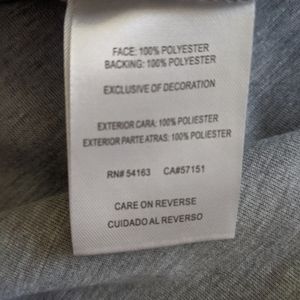 FACE: 100% POLYESTER
BACKING: 100% POLYESTER
EXCLUSIVE OF DECORATION
EXTERIOR CARA: 100% POLIESTER
EXTERIOR PARTE ATRAS: 100% POLIESTER
RN# 54163 CA#57151
CARE ON REVERSE
CUIDADO AL REVERSO